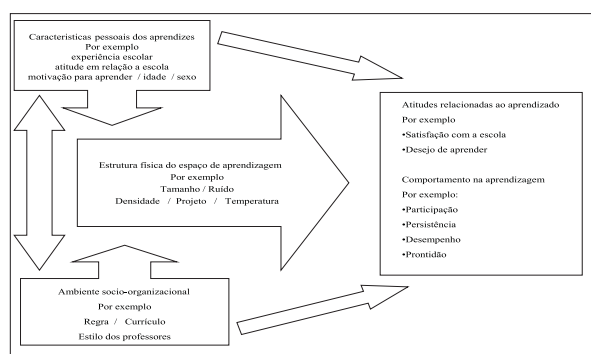 Caracteristicas pessoais dos aprendizes
Por exemplo
experiência escolar
atitude em relação a escola
motivação para aprender / idade / sexo
Estrutura física do espaço de aprendizagem
Por exemplo
Tamanho / Ruído
Densidade / Projeto / Temperatura
Ambiente socio-organizacional
Por exemplo
Regra / Currículo
Estilo dos professores
Atitudes relacionadas ao aprendizado
Por exemplo
•Satisfação com a escola
•Desejo de aprender
Comportamento na aprendizagem
Por exemplo:
•Participação
•Persistência
•Desempenho
•Prontidão